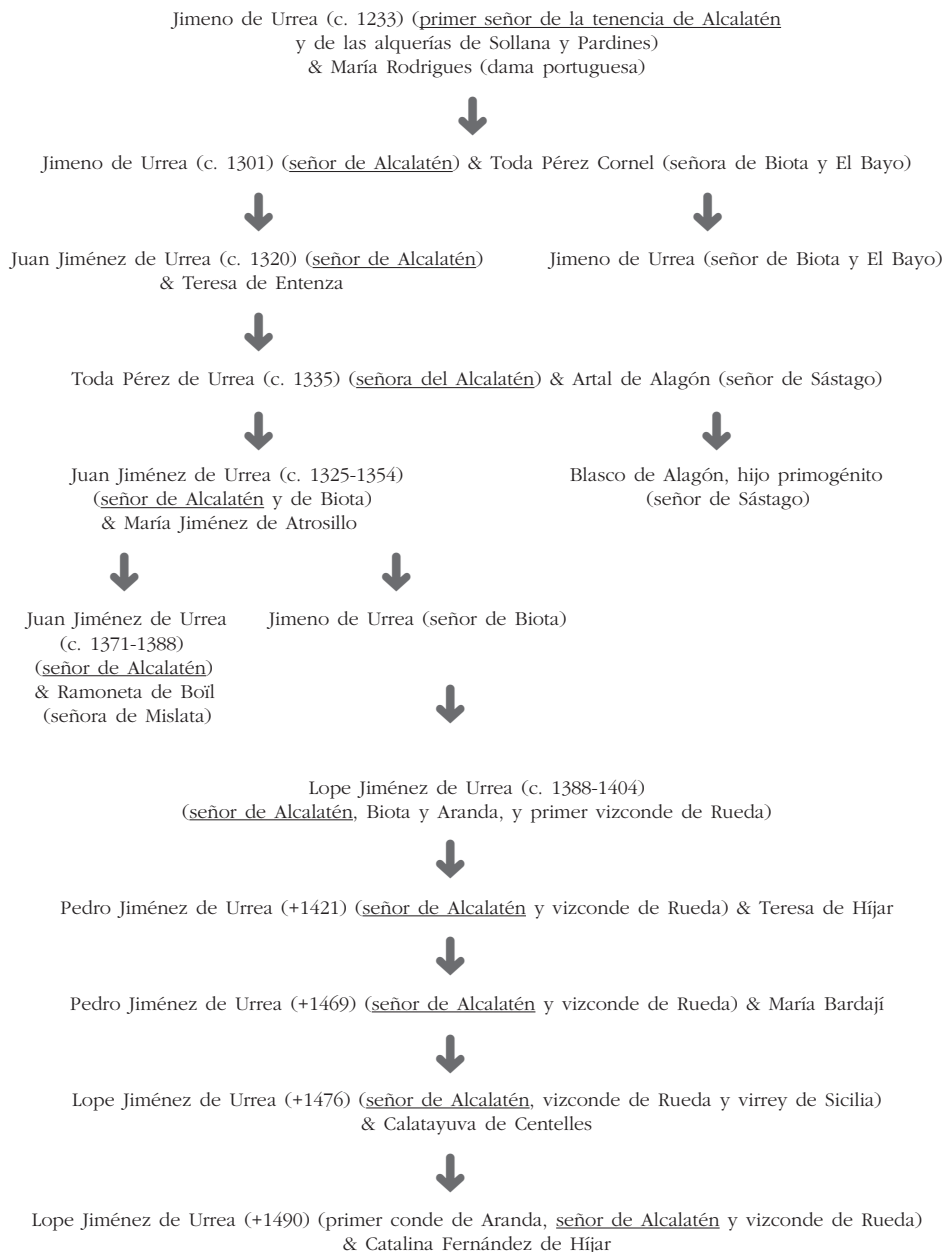 Jimeno de Urrea (c. 1233) (primer señor de la tenencia de Alcalatén
y de las alquerías de Sollana y Pardines)
& María Rodrigues (dama portuguesa)
Jimeno de Urrea (c. 1301) (señor de Alcalatén) & Toda Pérez Cornel (señora de Biota y El Bayo)
Juan Jiménez de Urrea (c. 1320) (señor de Alcalatén)
& Teresa de Entenza
Jimeno de Urrea (señor de Biota y El Bayo)
Toda Pérez de Urrea (c. 1335) (señora del Alcalatén) & Artal de Alagón (señor de Sástago)
Juan Jiménez de Urrea (c. 1325-1354)
(señor de Alcalatén y de Biota)
& María Jiménez de Atrosillo
Blasco de Alagón, hijo primogénito
(señor de Sástago)
Juan Jiménez de Urrea
(c. 1371-1388)
(señor de Alcalatén)
& Ramoneta de Boïl
(señora de Mislata)
Jimeno de Urrea (señor de Biota)
Lope Jiménez de Urrea (c. 1388-1404)
(señor de Alcalatén, Biota y Aranda, y primer vizconde de Rueda)
Pedro Jiménez de Urrea (+1421) (señor de Alcalatén y vizconde de Rueda) & Teresa de Híjar
Pedro Jiménez de Urrea (+1469) (señor de Alcalatén y vizconde de Rueda) & María Bardají
Lope Jiménez de Urrea (+1476) (señor de Alcalatén, vizconde de Rueda y virrey de Sicilia)
& Calatayuva de Centelles
Lope Jiménez de Urrea (+1490) (primer conde de Aranda, señor de Alcalatén y vizconde de Rueda)
& Catalina Fernández de Híjar